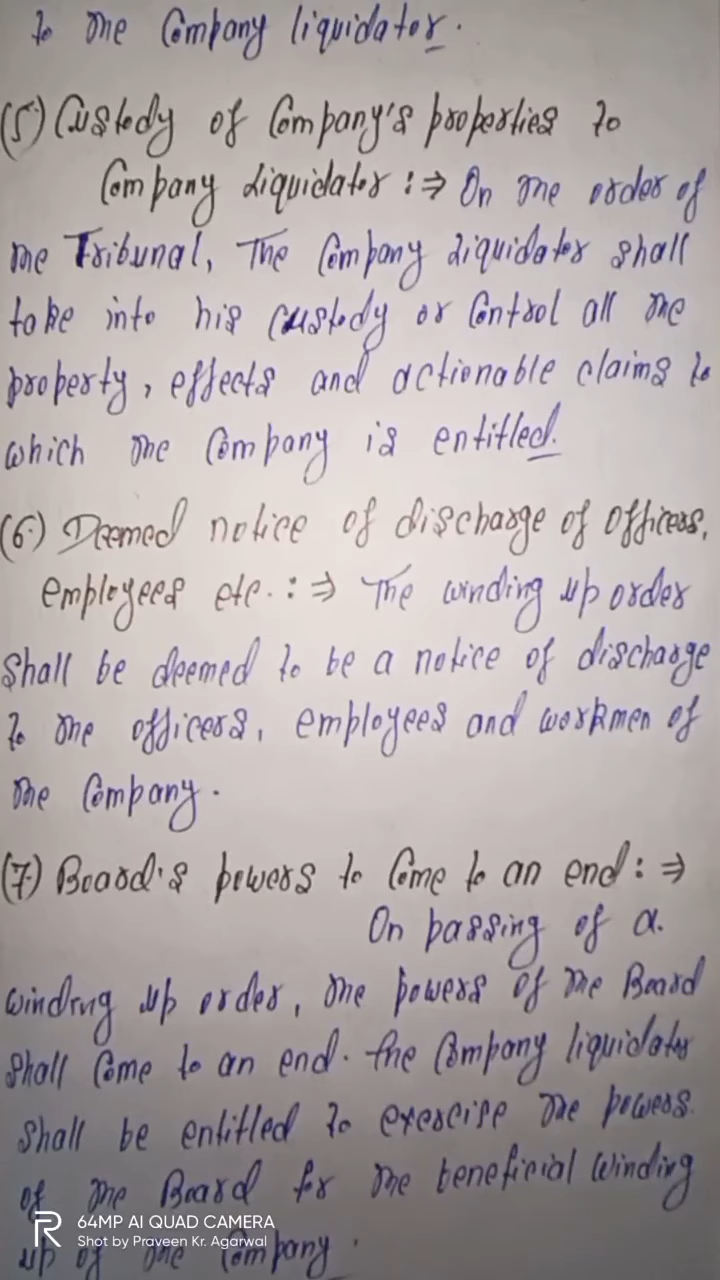 to the Company liquidator.
(5) Custody of Company's properties to
Company Liquidator :⇒ On the order of
the Tribunal, The Company Liquidator shall
take into his custody or Control all the
property, effects and actionable claims to
which the Company is entitled.
(6) Deemed notice of discharge of officers,
employees etc. :⇒ The winding up order
shall be deemed to be a notice of discharge
to the officers, employees and workmen of
the Company.
(7) Board's powers to Come to an end :⇒
On passing of a.
winding up order, the powers of the Board
shall Come to an end. the Company liquidator
shall be entitled to exercise the powers.
of the Board for the beneficial winding
up of the Company.
R
64MP AI QUAD CAMERA
Shot by Praveen Kr. Agarwal